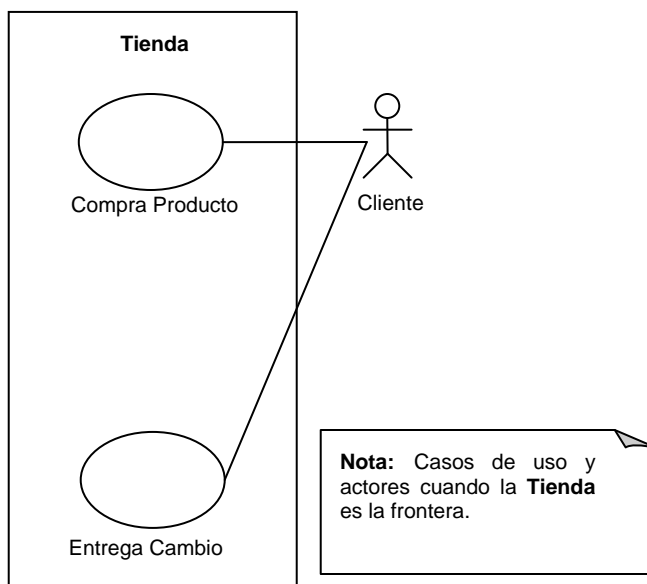 Tienda
Compra Producto
Cliente
Entrega Cambio
Nota: Casos de uso y
actores cuando la Tienda
es la frontera.